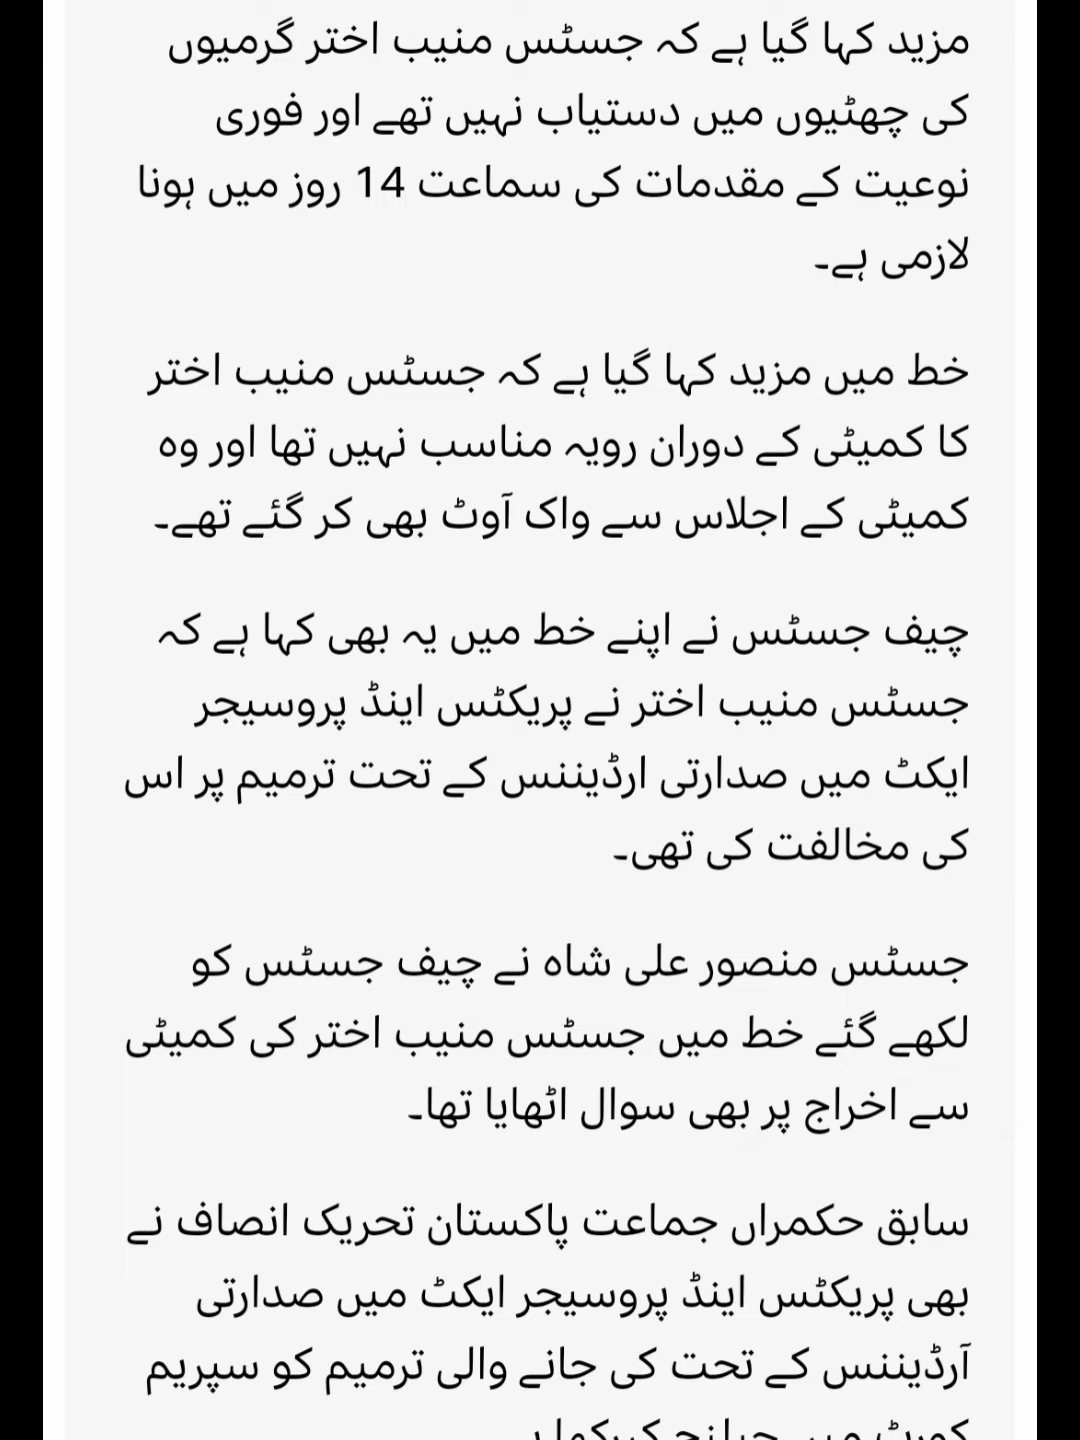 مزید کہا گیا ہے کہ جسٹس منیب اختر گرمیوں
کی چھٹیوں میں دستیاب نہیں تھے اور فوری
نوعیت کے مقدمات کی سماعت 14 روز میں ہونا
لازمی ہے۔
خط میں مزید کہا گیا ہے کہ جسٹس منیب اختر
کا کمیٹی کے دوران رویہ مناسب نہیں تھا اور وہ
کمیٹی کے اجلاس سے واک آوٹ بھی کر گئے تھے۔
چیف جسٹس نے اپنے خط میں یہ بھی کہا ہے کہ
جسٹس منیب اختر نے پریکٹس اینڈ پروسیجر
ایکٹ میں صدارتی ارڈیننس کے تحت ترمیم پر اس
کی مخالفت کی تھی۔
جسٹس منصور علی شاہ نے چیف جسٹس کو
لکھے گئے خط میں جسٹس منیب اختر کی کمیٹی
سے اخراج پر بھی سوال اٹھایا تھا۔
سابق حکمراں جماعت پاکستان تحریک انصاف نے
بھی پریکٹس اینڈ پروسیجر ایکٹ میں صدارتی
آرڈیننس کے تحت کی جانے والی ترمیم کو سپریم
کورٹ میں چیلنج